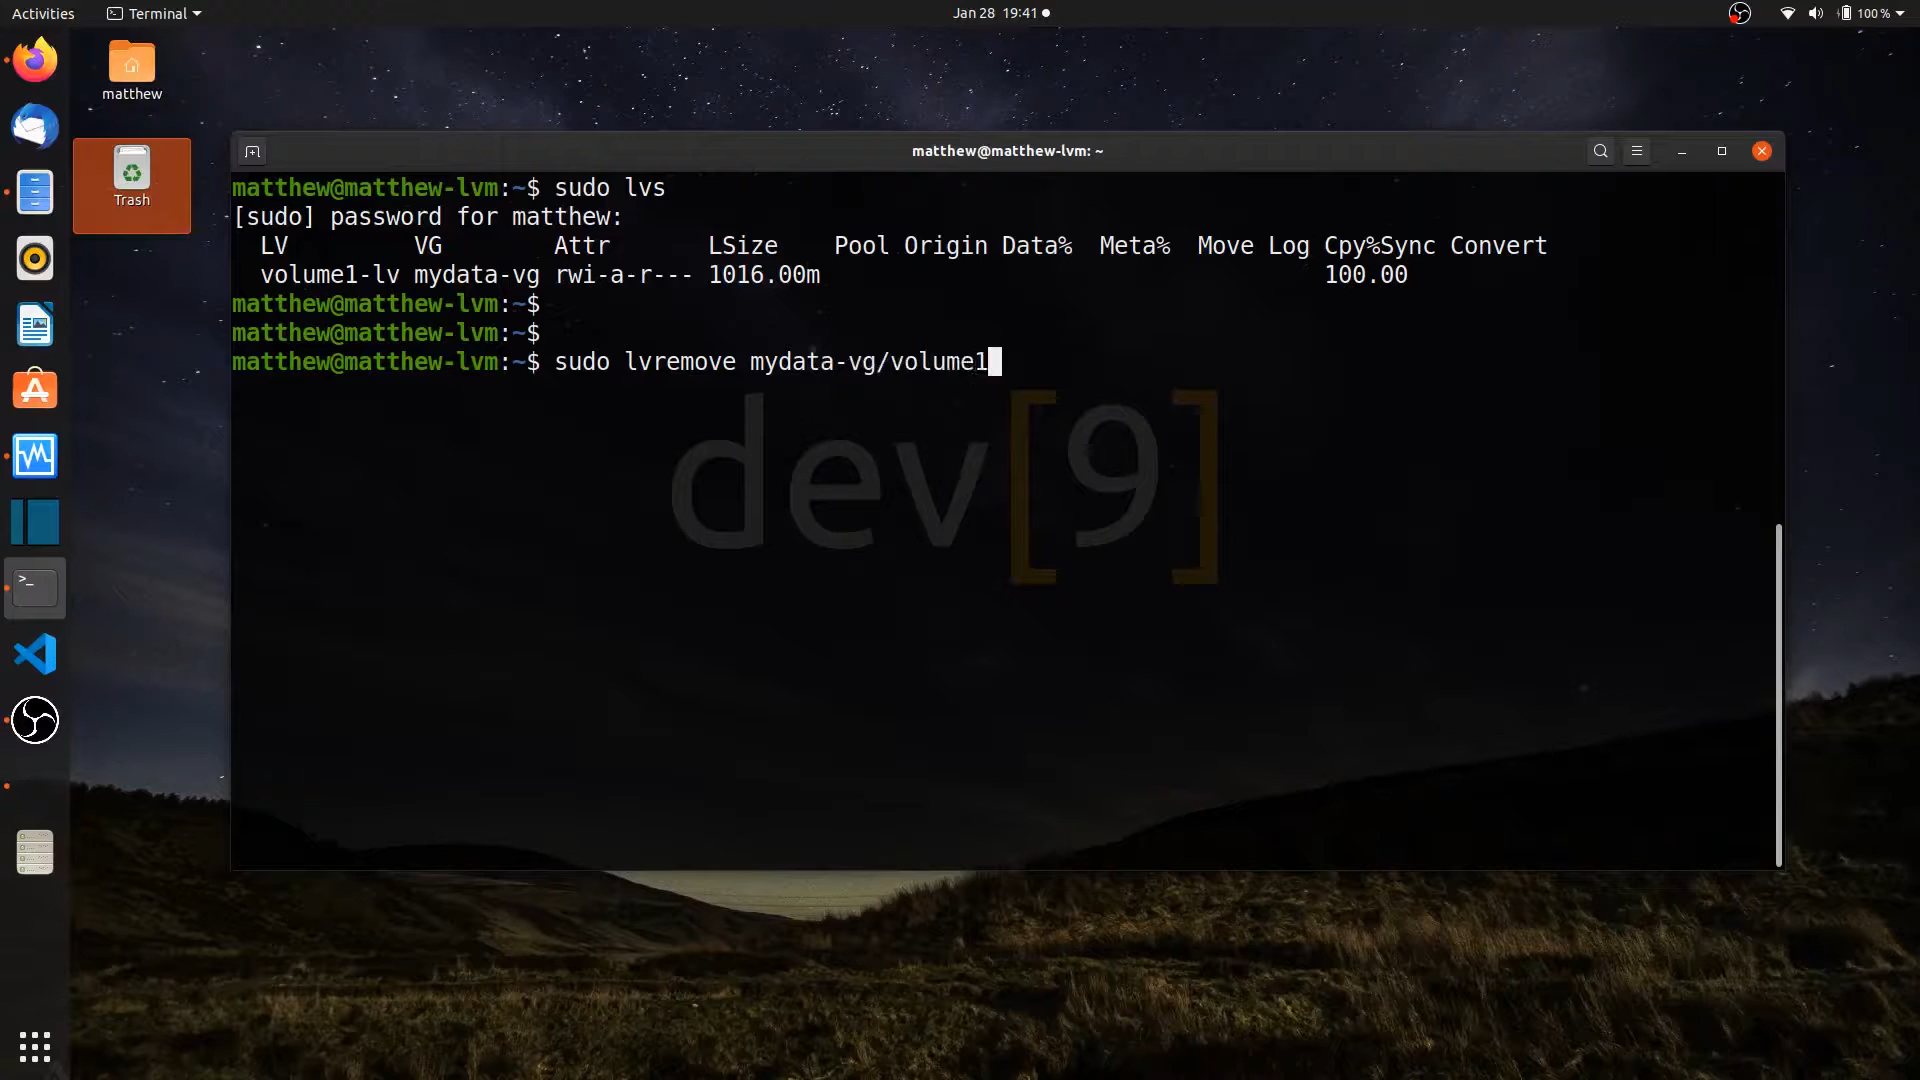 Activities
Terminal
Jan 28 19:41
100 %
matthew
Trash
matthew@matthew-lvm: ~
matthew@matthew-lvm:~$ sudo lvs
[sudo] password for matthew:
LV VG Attr LSize Pool Origin Data% Meta% Move Log Cpy%Sync Convert
volume1-lv mydata-vg rwi-a-r--- 1016.00m 100.00
matthew@matthew-lvm:~$
matthew@matthew-lvm:~$
matthew@matthew-lvm:~$ sudo lvremove mydata-vg/volume1
dev[9]